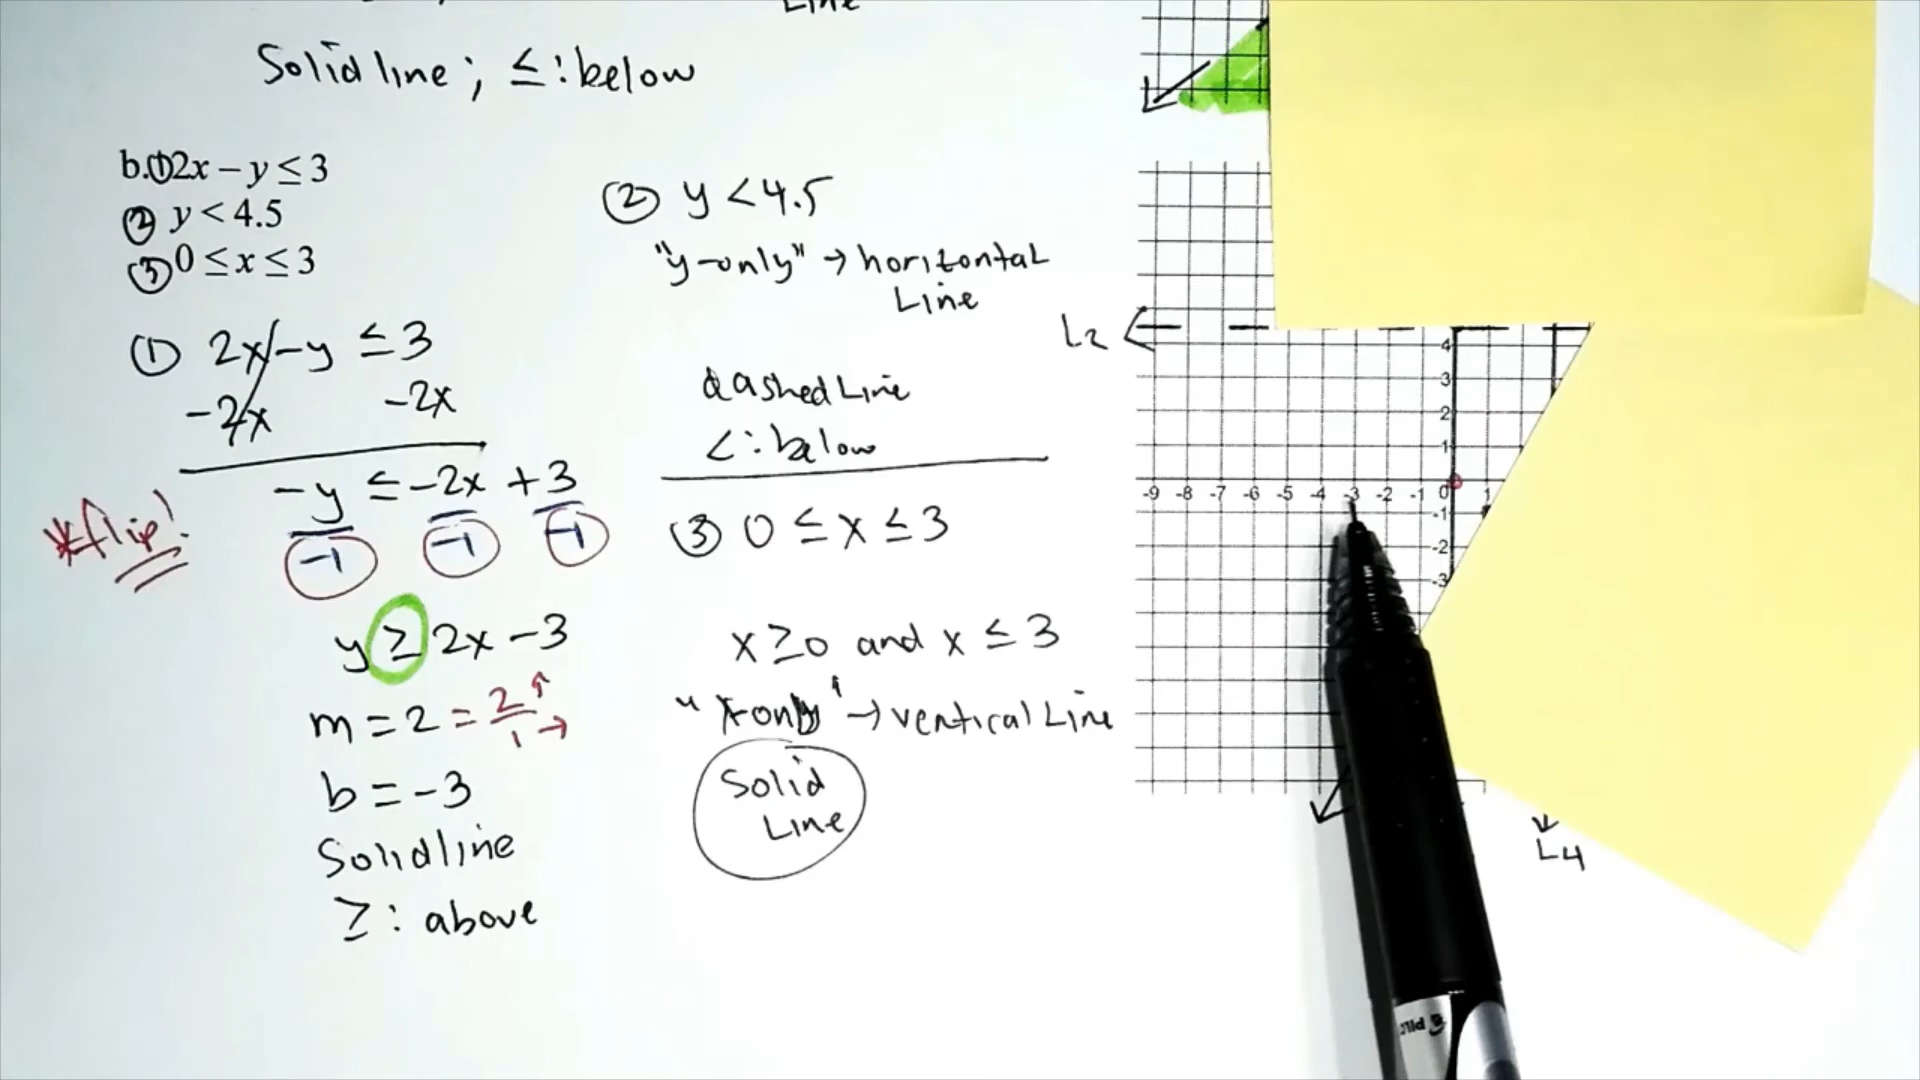 Line
Solid line ; ≤ : below
b.① 2x − y ≤ 3
② y < 4.5
③ 0 ≤ x ≤ 3
① 2x − y ≤ 3
−2x −2x
−y ≤ −2x + 3
−1 −1 −1
*flip!
y ≥ 2x − 3
m = 2 = 2↑
1 →
b = −3
Solid line
≥ : above
② y < 4.5
"y-only" → horizontal
Line
dashed Line
< : below
③ 0 ≤ x ≤ 3
x ≥ 0 and x ≤ 3
"x-only" → vertical Line
Solid
Line
L2
4
3
2
1
-9 -8 -7 -6 -5 -4 -3 -2 -1 0 1
-1
-2
-3
L4
PILO